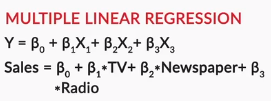 MULTIPLE LINEAR REGRESSION
Y = β₀ + β₁X₁+ β₂X₂+ β₃X₃
Sales = β₀ + β₁*TV+ β₂*Newspaper+ β₃
*Radio